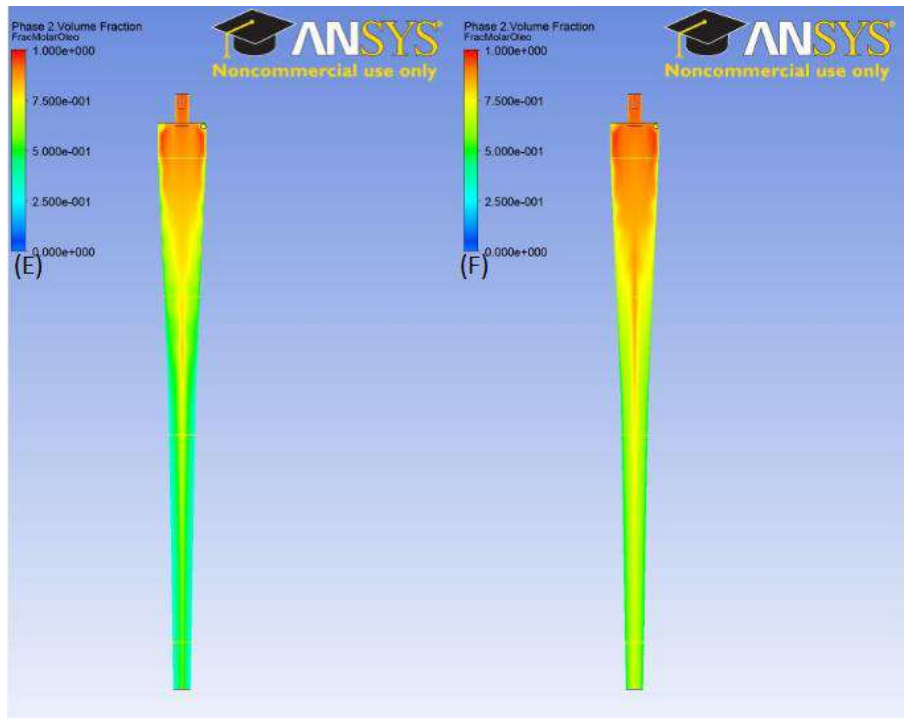 Phase 2.Volume Fraction
FracMolarOleo
1.000e+000
7.500e-001
5.000e-001
2.500e-001
0.000e+000
(E)
ANSYS
Noncommercial use only
Phase 2.Volume Fraction
FracMolarOleo
1.000e+000
7.500e-001
5.000e-001
2.500e-001
0.000e+000
(F)
ANSYS
Noncommercial use only